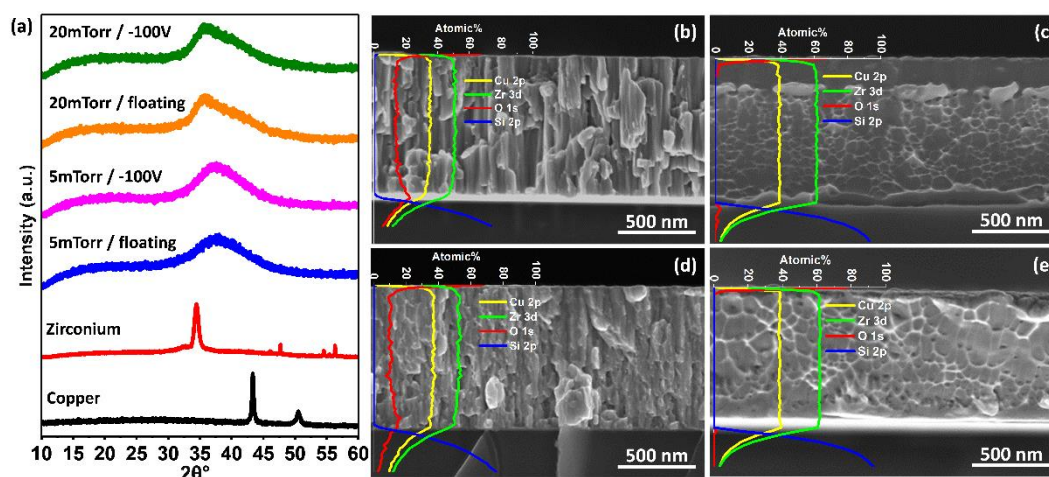 (a)
20mTorr / -100V
20mTorr / floating
5mTorr / -100V
5mTorr / floating
Zirconium
Copper
Intensity (a.u.)
10 15 20 25 30 35 40 45 50 55 60
2θ°
Atomic%
0 20 40 60 80 100
(b)
Cu 2p
Zr 3d
O 1s
Si 2p
500 nm
Atomic%
0 20 40 60 80 100
(c)
Cu 2p
Zr 3d
O 1s
Si 2p
500 nm
Atomic%
0 20 40 60 80 100
(d)
Cu 2p
Zr 3d
O 1s
Si 2p
500 nm
Atomic%
0 20 40 60 80 100
(e)
Cu 2p
Zr 3d
O 1s
Si 2p
500 nm